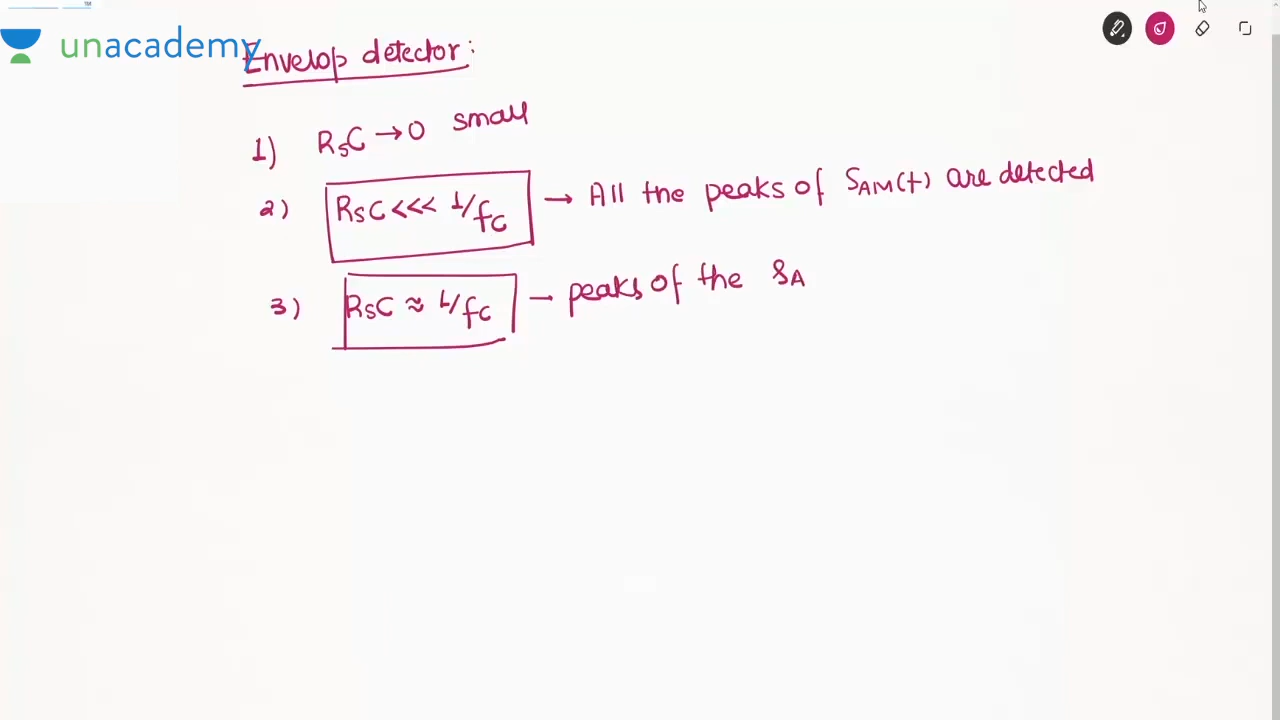 unacademy
Envelop detector:
1) RsC → 0 small
2) RsC <<< 1/fc → All the peaks of SAM(t) are detected
3) RsC ≈ 1/fc → peaks of the SA